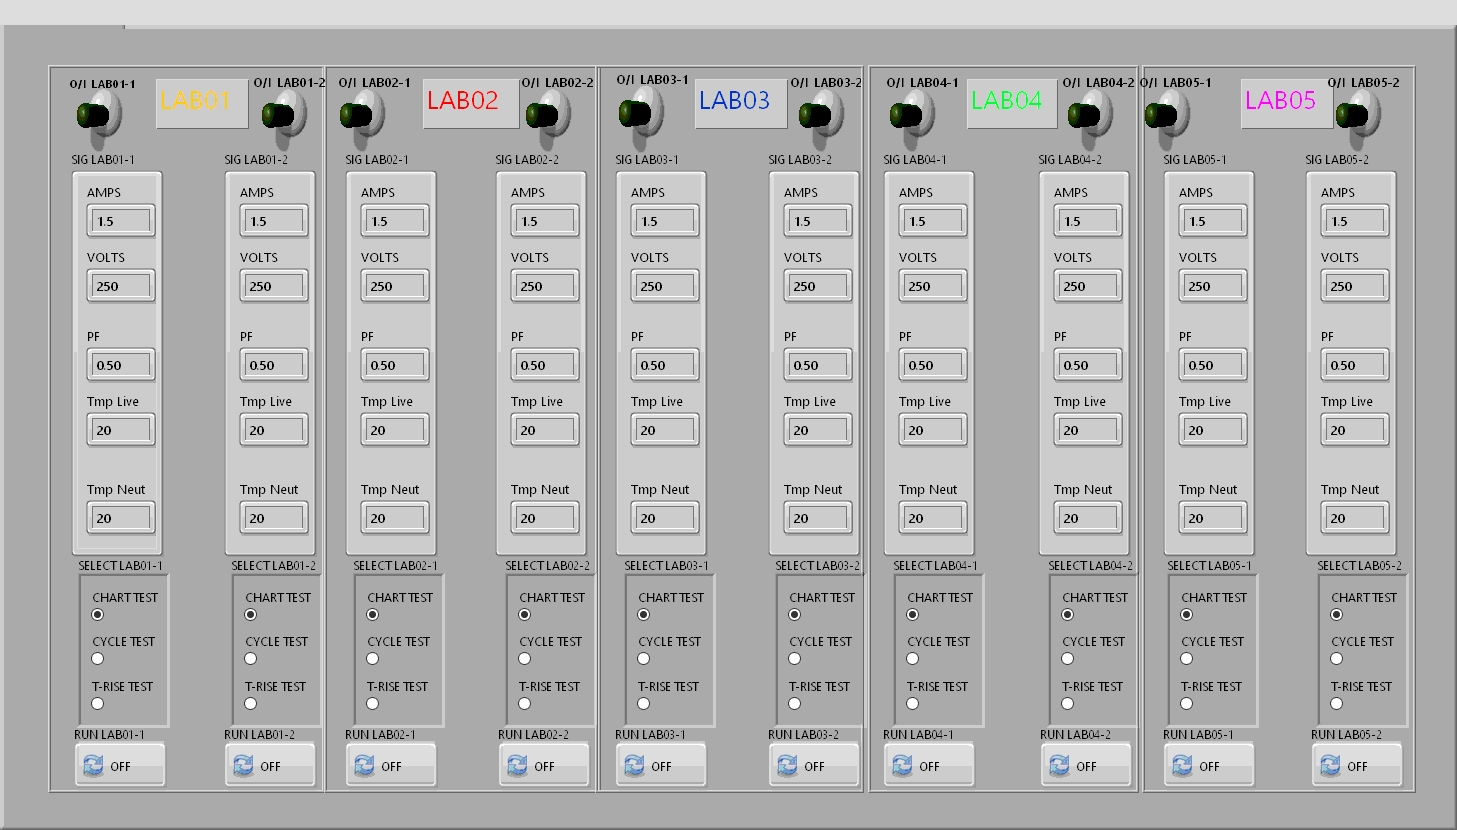 O/I LAB01-1 LAB01 O/I LAB01-2 O/I LAB02-1 LAB02 O/I LAB02-2 O/I LAB03-1 LAB03 O/I LAB03-2 O/I LAB04-1 LAB04 O/I LAB04-2 O/I LAB05-1 LAB05 O/I LAB05-2
SIG LAB01-1 SIG LAB01-2 SIG LAB02-1 SIG LAB02-2 SIG LAB03-1 SIG LAB03-2 SIG LAB04-1 SIG LAB04-2 SIG LAB05-1 SIG LAB05-2
AMPS AMPS AMPS AMPS AMPS AMPS AMPS AMPS AMPS AMPS
1.5 1.5 1.5 1.5 1.5 1.5 1.5 1.5 1.5 1.5
VOLTS VOLTS VOLTS VOLTS VOLTS VOLTS VOLTS VOLTS VOLTS VOLTS
250 250 250 250 250 250 250 250 250 250
PF PF PF PF PF PF PF PF PF PF
0.50 0.50 0.50 0.50 0.50 0.50 0.50 0.50 0.50 0.50
Tmp Live Tmp Live Tmp Live Tmp Live Tmp Live Tmp Live Tmp Live Tmp Live Tmp Live Tmp Live
20 20 20 20 20 20 20 20 20 20
Tmp Neut Tmp Neut Tmp Neut Tmp Neut Tmp Neut Tmp Neut Tmp Neut Tmp Neut Tmp Neut Tmp Neut
20 20 20 20 20 20 20 20 20 20
SELECT LAB01-1 SELECT LAB01-2 SELECT LAB02-1 SELECT LAB02-2 SELECT LAB03-1 SELECT LAB03-2 SELECT LAB04-1 SELECT LAB04-2 SELECT LAB05-1 SELECT LAB05-2
CHART TEST CHART TEST CHART TEST CHART TEST CHART TEST CHART TEST CHART TEST CHART TEST CHART TEST CHART TEST
CYCLE TEST CYCLE TEST CYCLE TEST CYCLE TEST CYCLE TEST CYCLE TEST CYCLE TEST CYCLE TEST CYCLE TEST CYCLE TEST
T-RISE TEST T-RISE TEST T-RISE TEST T-RISE TEST T-RISE TEST T-RISE TEST T-RISE TEST T-RISE TEST T-RISE TEST T-RISE TEST
RUN LAB01-1 RUN LAB01-2 RUN LAB02-1 RUN LAB02-2 RUN LAB03-1 RUN LAB03-2 RUN LAB04-1 RUN LAB04-2 RUN LAB05-1 RUN LAB05-2
OFF OFF OFF OFF OFF OFF OFF OFF OFF OFF